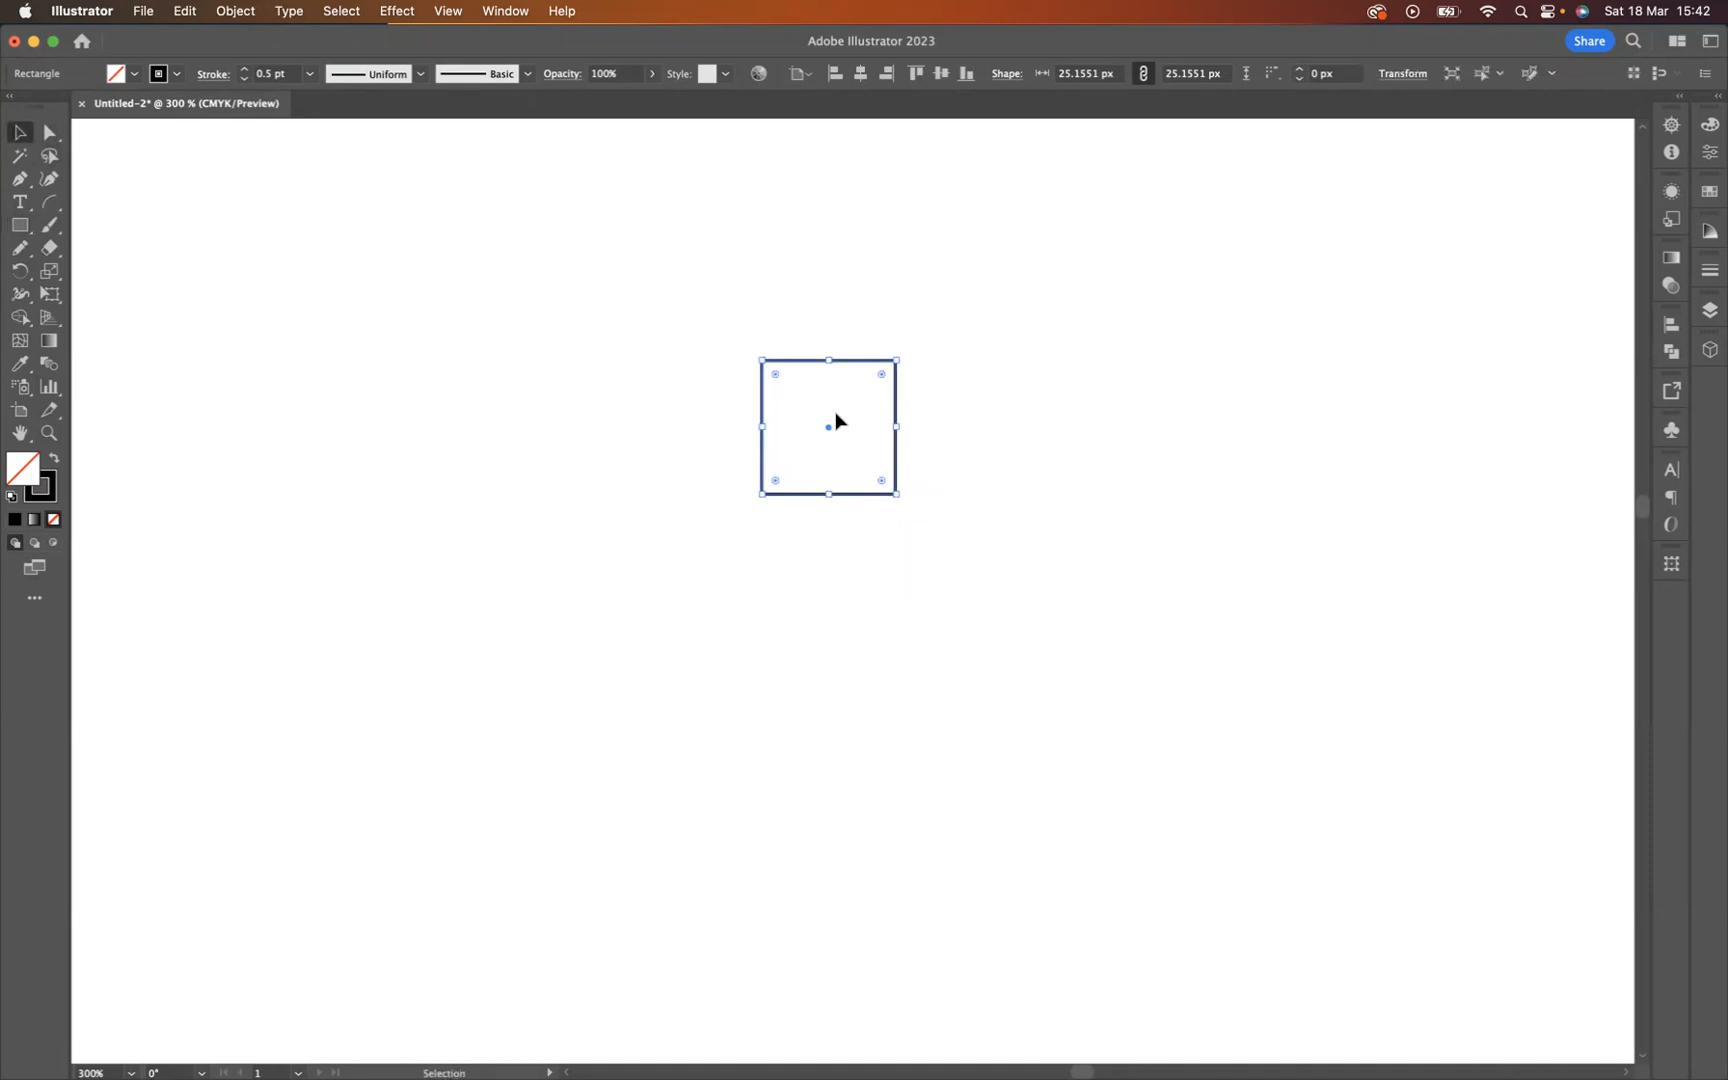 Illustrator File Edit Object Type Select Effect View Window Help Sat 18 Mar 15:42
Adobe Illustrator 2023 Share
Rectangle Stroke: 0.5 pt Uniform Basic Opacity: 100% Style: Shape: 25.1551 px 25.1551 px 0 px Transform
× Untitled-2* @ 300 % (CMYK/Preview)
300% 0° 1 Selection